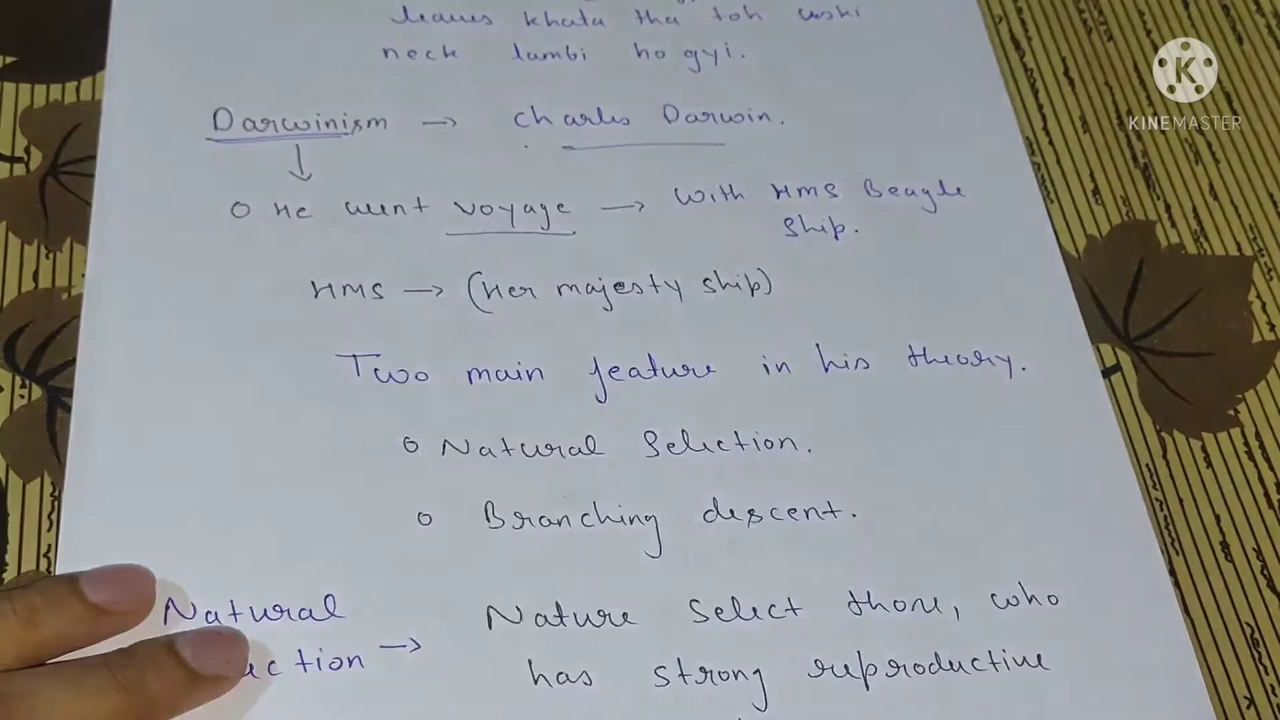 leaves khata tha toh uski
neck lambi ho gyi.
Darwinism → Charles Darwin.
↓
o He went voyage → with HMS Beagle
ship.
HMS → (Her majesty ship)
Two main feature in his theory.
o Natural Selection.
o Branching descent.
Natural
ection →
Nature select those, who
has strong reproductive
KINEMASTER